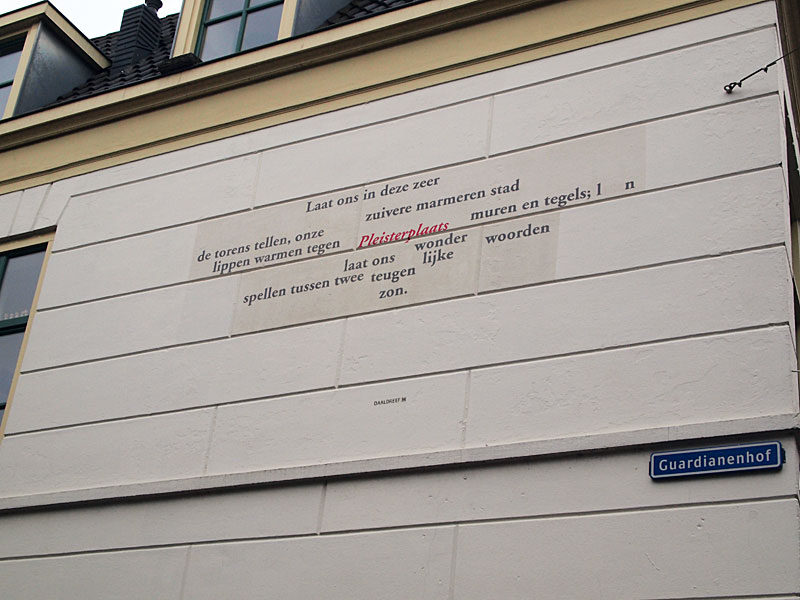 Laat ons in deze zeer
zuivere marmeren stad
de torens tellen, onze
muren en tegels; l n
Pleisterplaats
lippen warmen tegen
laat ons wonder woorden
spellen tussen twee teugen lijke
zon.
Guardianenhof